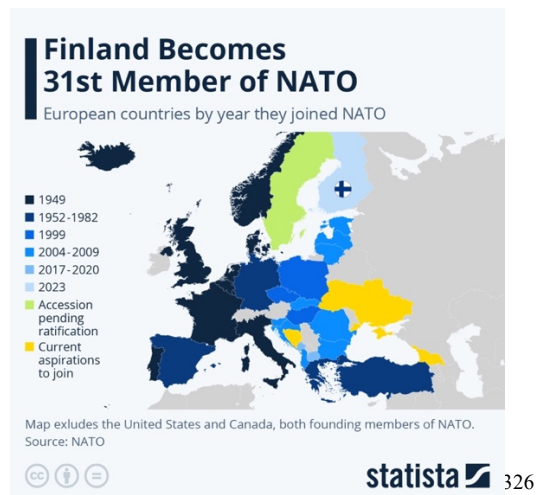 Finland Becomes
31st Member of NATO
European countries by year they joined NATO
1949
1952-1982
1999
2004-2009
2017-2020
2023
Accession
pending
ratification
Current
aspirations
to join
Map exludes the United States and Canada, both founding members of NATO.
Source: NATO
cc
statista
326